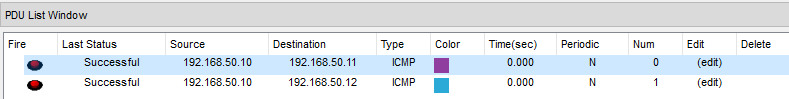 PDU List Window
Fire Last Status Source Destination Type Color Time(sec) Periodic Num Edit Delete
Successful 192.168.50.10 192.168.50.11 ICMP 0.000 N 0 (edit)
Successful 192.168.50.10 192.168.50.12 ICMP 0.000 N 1 (edit)